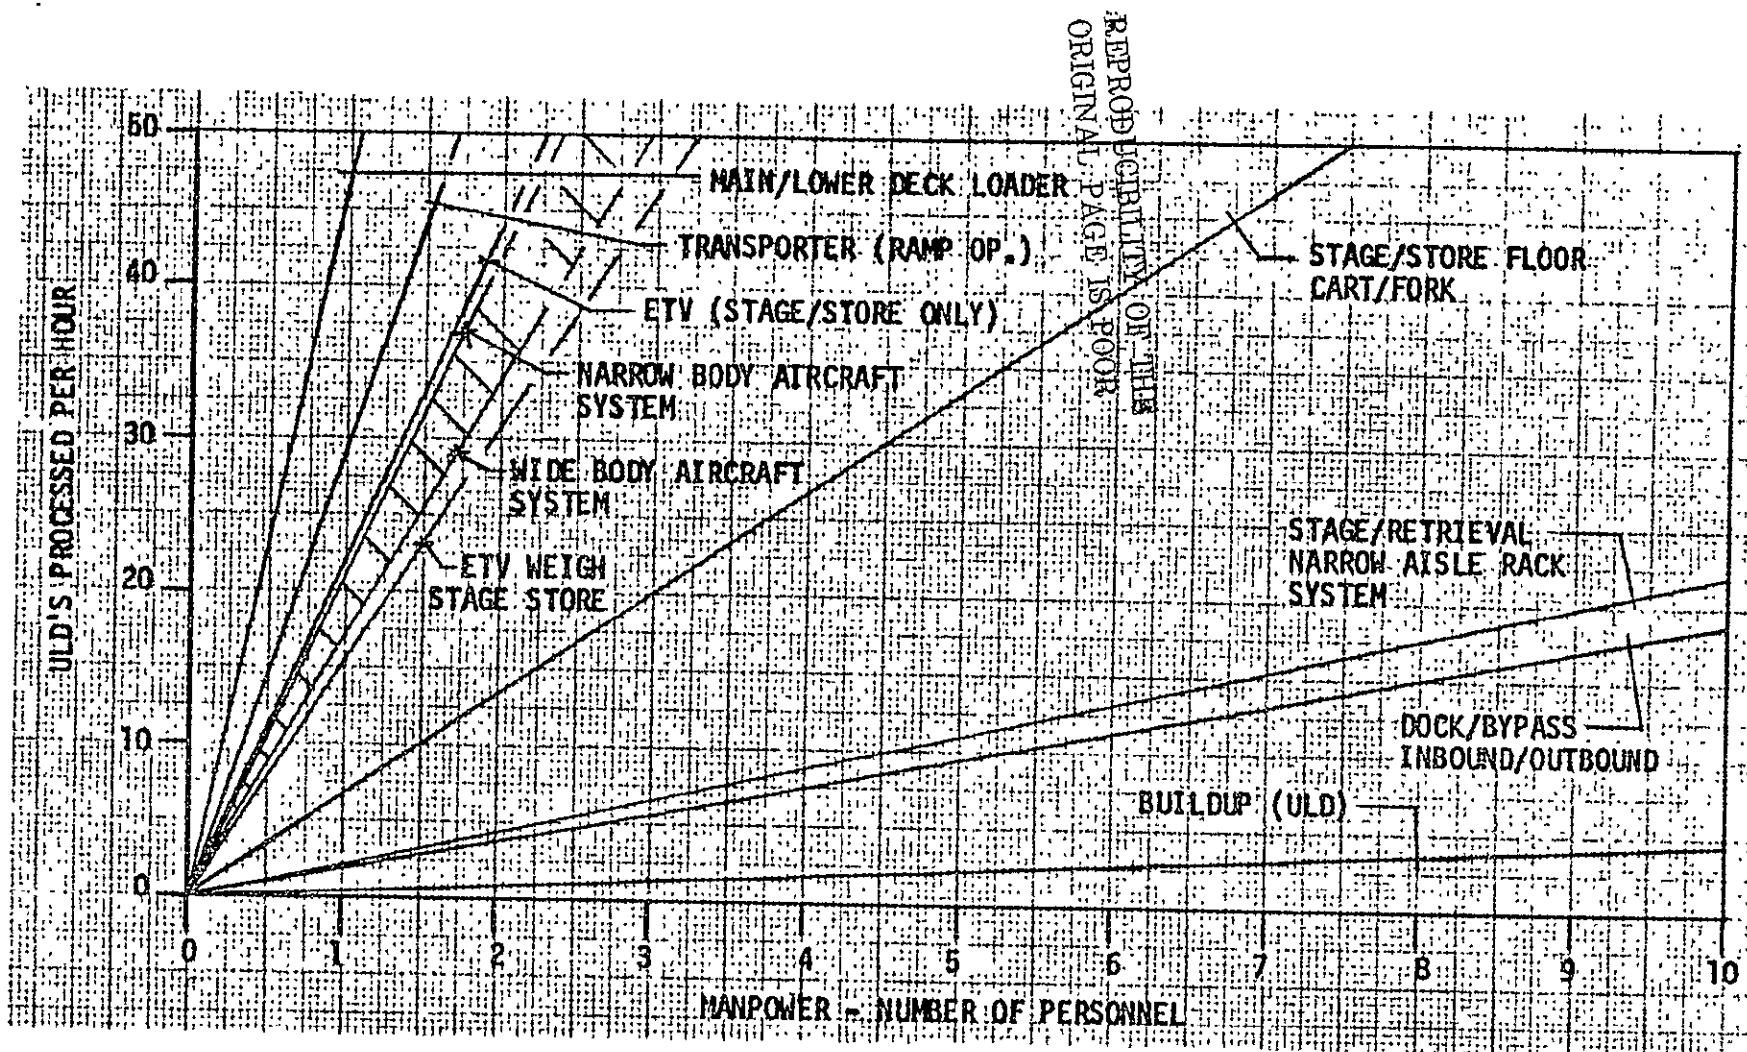 REPRODUCIBILITY OF THE
ORIGINAL PAGE IS POOR
50
40
30
20
10
0
ULD'S PROCESSED PER HOUR
MAIN/LOWER DECK LOADER
TRANSPORTER (RAMP OP.)
ETV (STAGE/STORE ONLY)
NARROW BODY AIRCRAFT
SYSTEM
WIDE BODY AIRCRAFT
SYSTEM
ETV WEIGH
STAGE STORE
STAGE/STORE FLOOR
CART/FORK
STAGE/RETRIEVAL
NARROW AISLE RACK
SYSTEM
DOCK/BYPASS
INBOUND/OUTBOUND
BUILDUP (ULD)
0 1 2 3 4 5 6 7 8 9 10
MANPOWER - NUMBER OF PERSONNEL